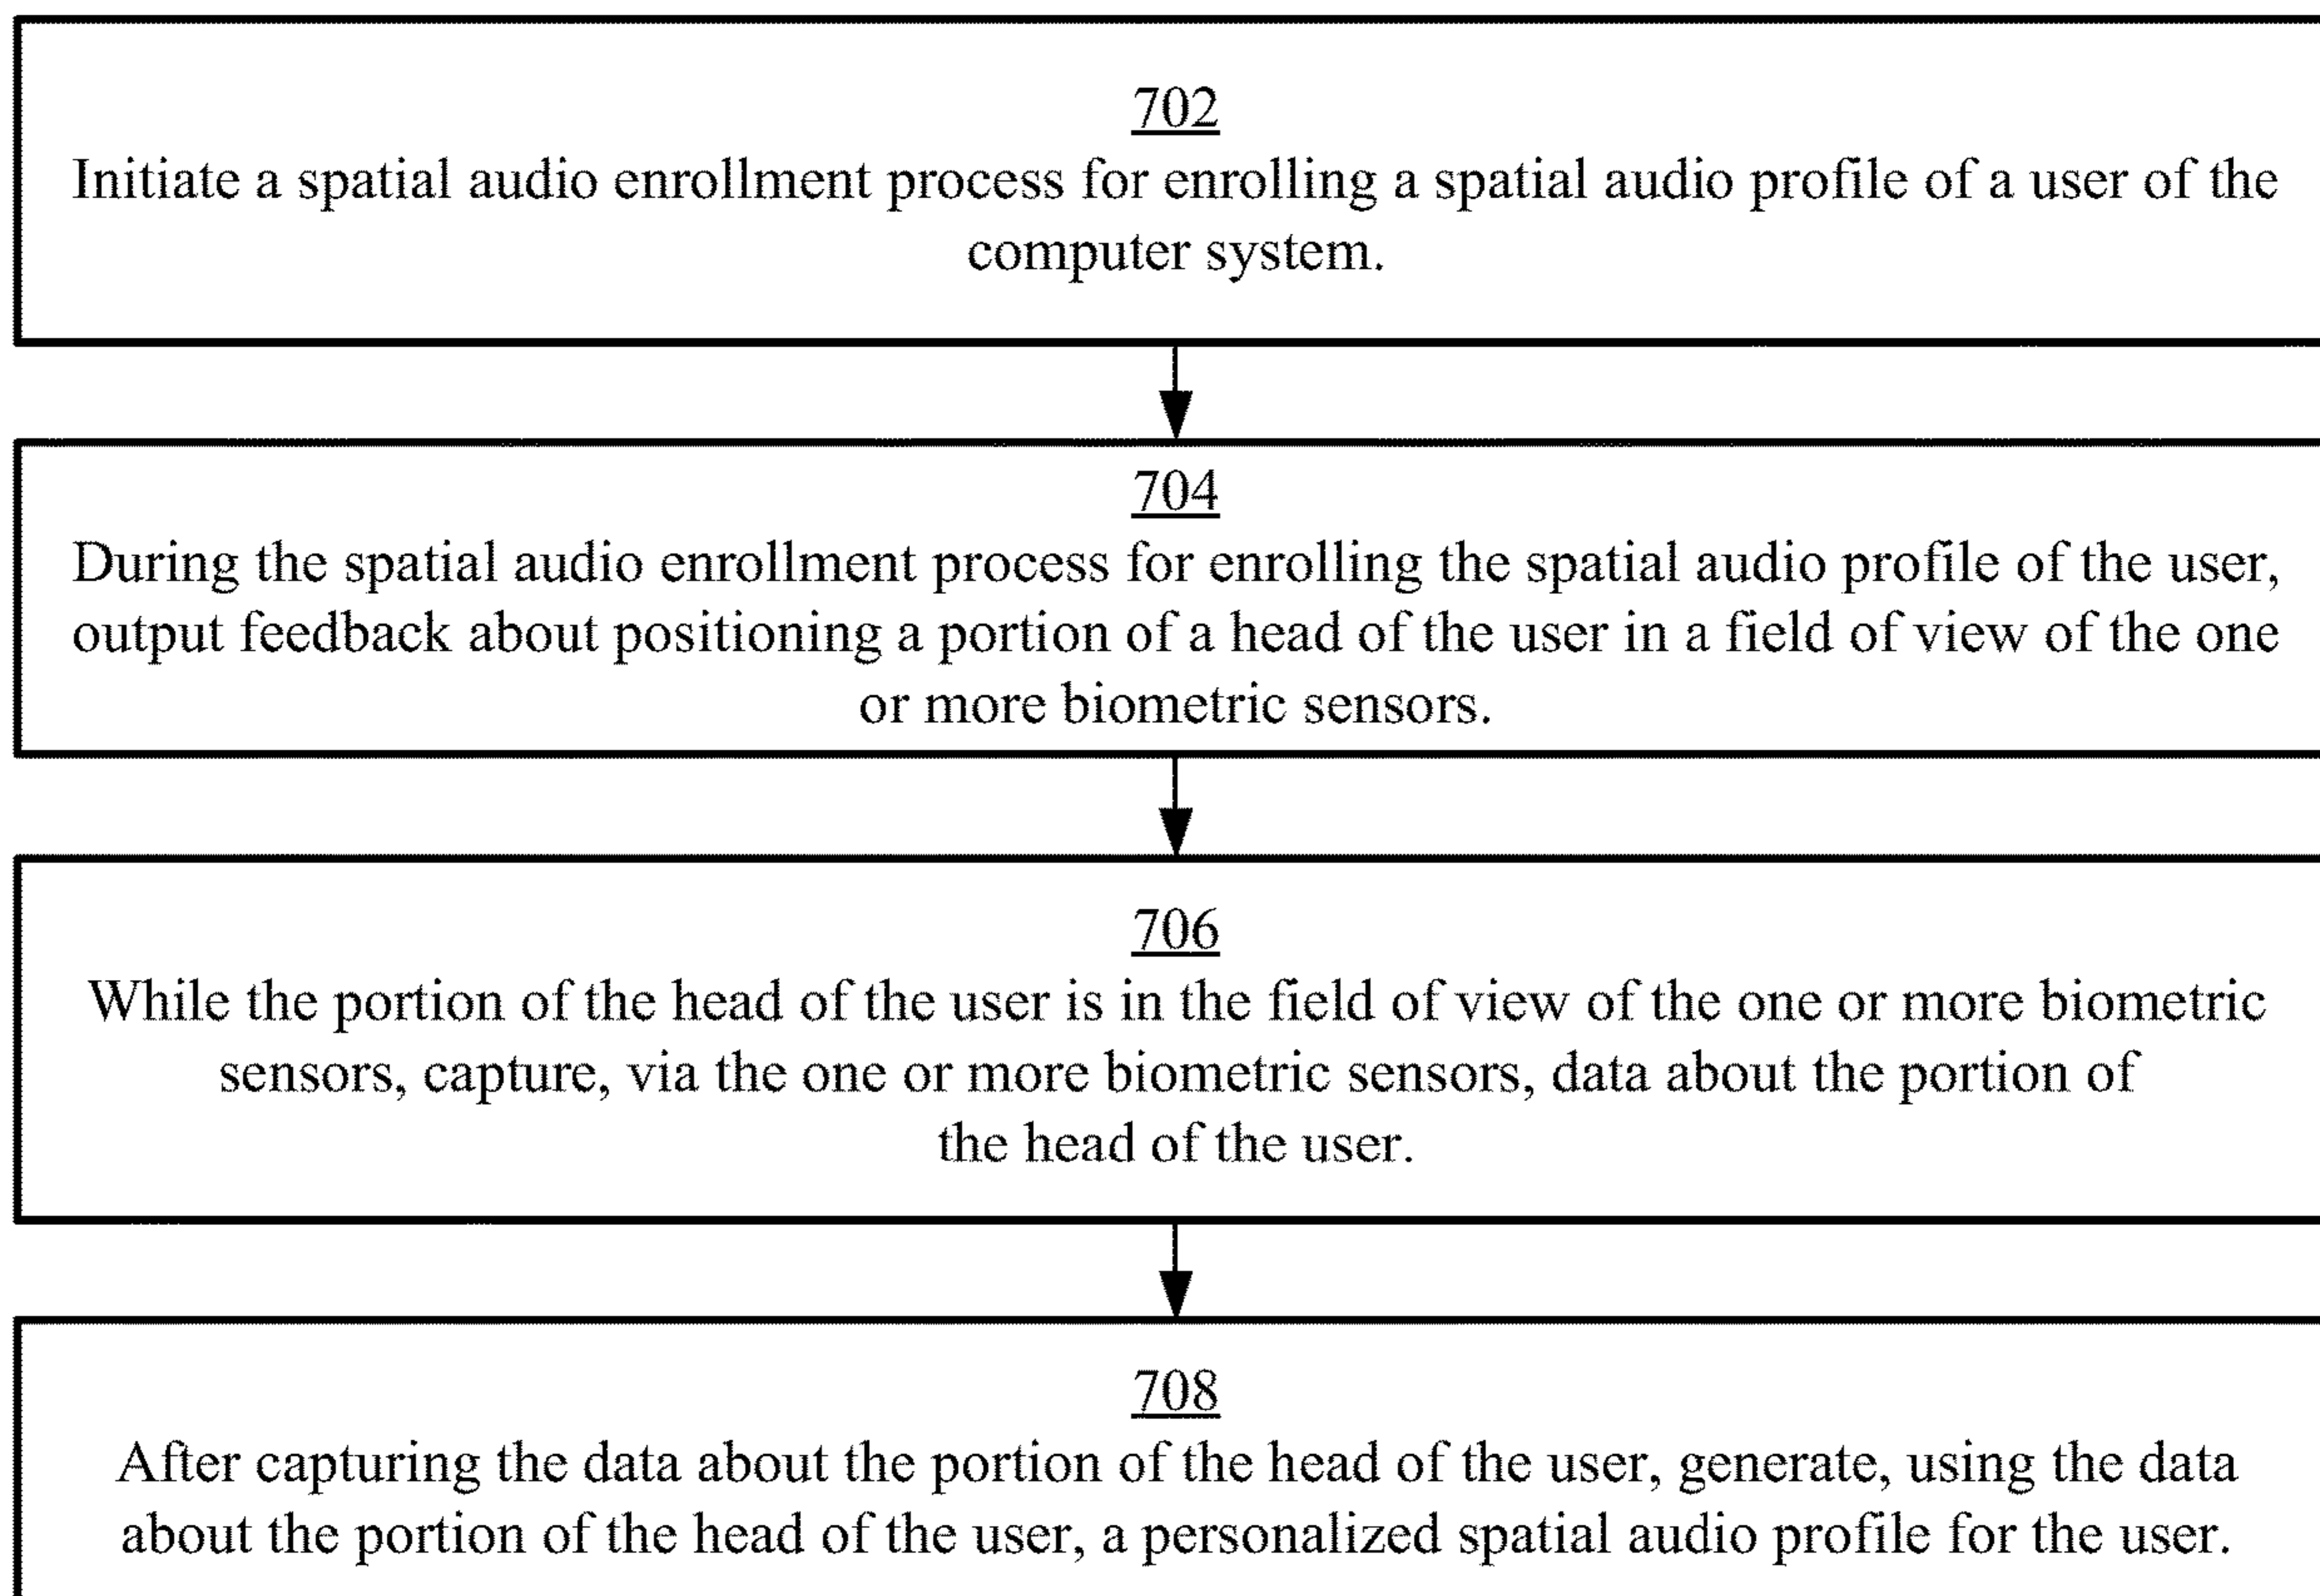 702
Initiate a spatial audio enrollment process for enrolling a spatial audio profile of a user of the
computer system.
704
During the spatial audio enrollment process for enrolling the spatial audio profile of the user,
output feedback about positioning a portion of a head of the user in a field of view of the one
or more biometric sensors.
706
While the portion of the head of the user is in the field of view of the one or more biometric
sensors, capture, via the one or more biometric sensors, data about the portion of
the head of the user.
708
After capturing the data about the portion of the head of the user, generate, using the data
about the portion of the head of the user, a personalized spatial audio profile for the user.